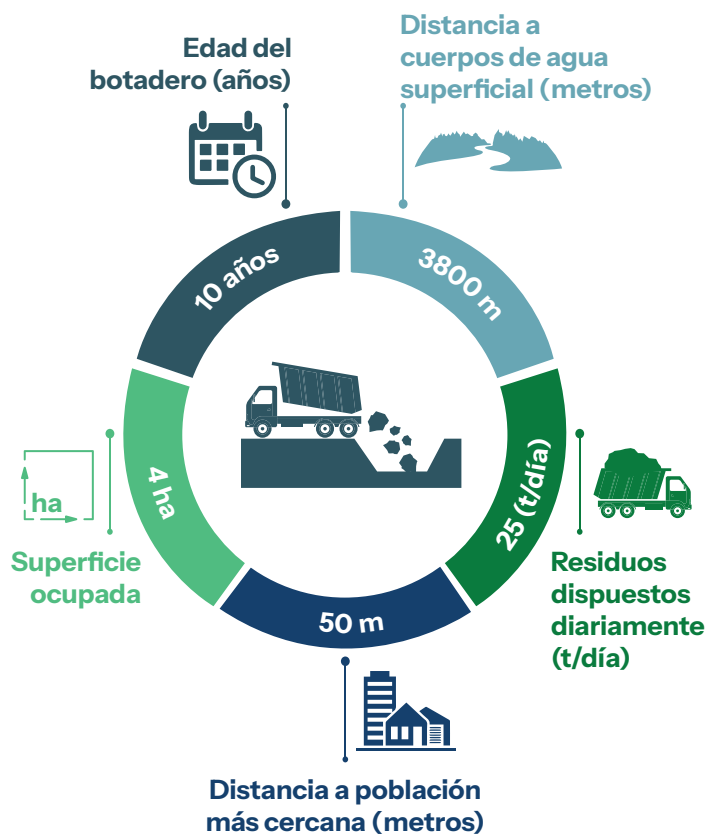 Edad del
botadero (años)
Distancia a
cuerpos de agua
superficial (metros)
10 años
3800 m
4 ha
25 (t/día)
50 m
ha
Superficie
ocupada
Residuos
dispuestos
diariamente
(t/día)
Distancia a población
más cercana (metros)